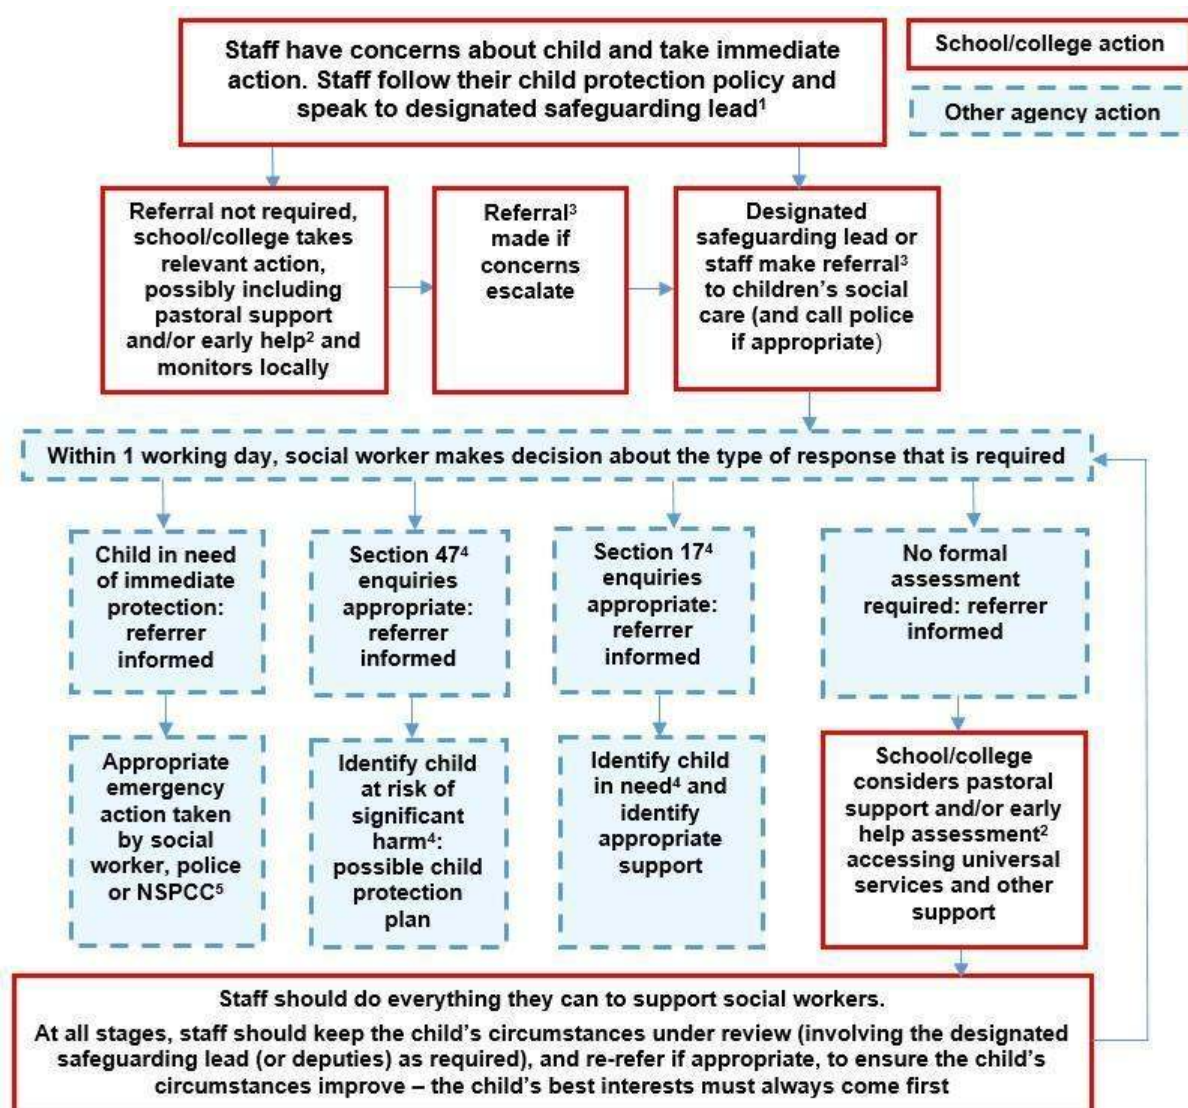 Staff have concerns about child and take immediate
action. Staff follow their child protection policy and
speak to designated safeguarding lead¹
School/college action
Other agency action
Referral not required,
school/college takes
relevant action,
possibly including
pastoral support
and/or early help² and
monitors locally
Referral³
made if
concerns
escalate
Designated
safeguarding lead or
staff make referral³
to children’s social
care (and call police
if appropriate)
Within 1 working day, social worker makes decision about the type of response that is required
Child in need
of immediate
protection:
referrer
informed
Section 47⁴
enquiries
appropriate:
referrer
informed
Section 17⁴
enquiries
appropriate:
referrer
informed
No formal
assessment
required: referrer
informed
Appropriate
emergency
action taken
by social
worker, police
or NSPCC⁵
Identify child
at risk of
significant
harm⁴:
possible child
protection
plan
Identify child
in need⁴ and
identify
appropriate
support
School/college
considers pastoral
support and/or early
help assessment²
accessing universal
services and other
support
Staff should do everything they can to support social workers.
At all stages, staff should keep the child’s circumstances under review (involving the designated
safeguarding lead (or deputies) as required), and re-refer if appropriate, to ensure the child’s
circumstances improve – the child’s best interests must always come first